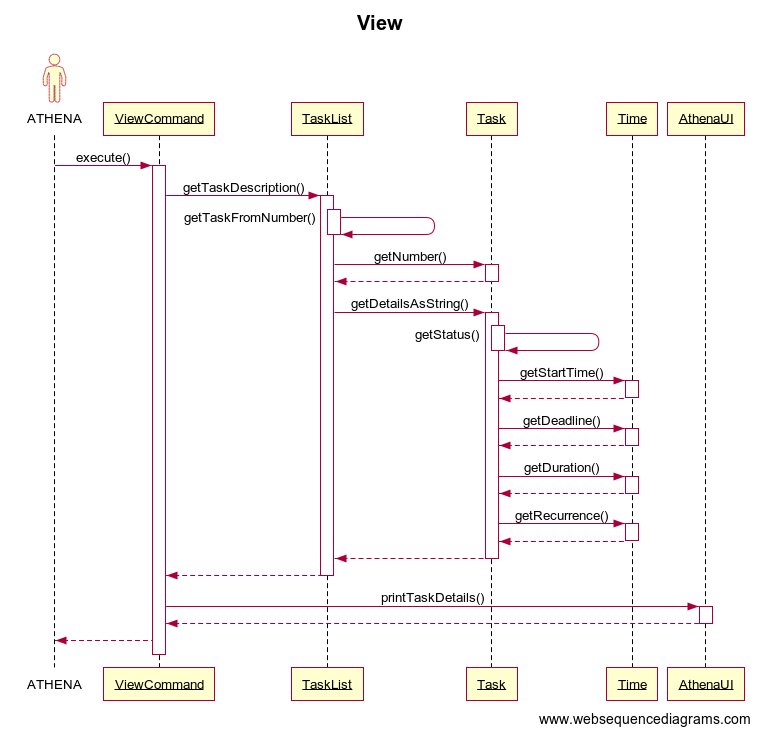 View
ATHENA
ViewCommand
TaskList
Task
Time
AthenaUI
execute()
getTaskDescription()
getTaskFromNumber()
getNumber()
getDetailsAsString()
getStatus()
getStartTime()
getDeadline()
getDuration()
getRecurrence()
printTaskDetails()
ATHENA
ViewCommand
TaskList
Task
Time
AthenaUI
www.websequencediagrams.com